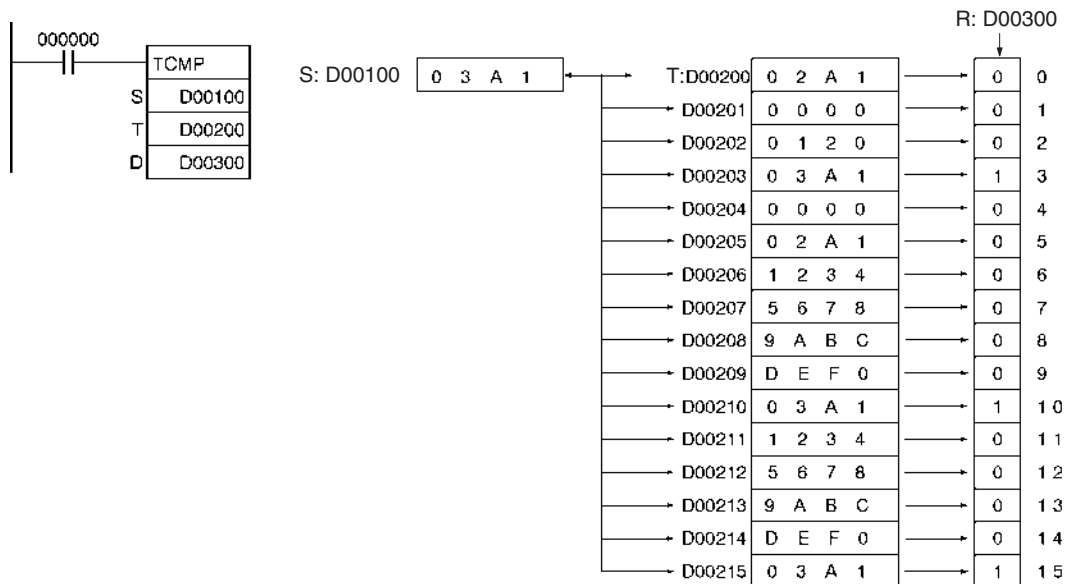 R: D00300
000000
TCMP
S D00100
T D00200
D D00300
S: D00100 0 3 A 1
T:D00200 0 2 A 1 0 0
D00201 0 0 0 0 0 1
D00202 0 1 2 0 0 2
D00203 0 3 A 1 1 3
D00204 0 0 0 0 0 4
D00205 0 2 A 1 0 5
D00206 1 2 3 4 0 6
D00207 5 6 7 8 0 7
D00208 9 A B C 0 8
D00209 D E F 0 0 9
D00210 0 3 A 1 1 10
D00211 1 2 3 4 0 11
D00212 5 6 7 8 0 12
D00213 9 A B C 0 13
D00214 D E F 0 0 14
D00215 0 3 A 1 1 15